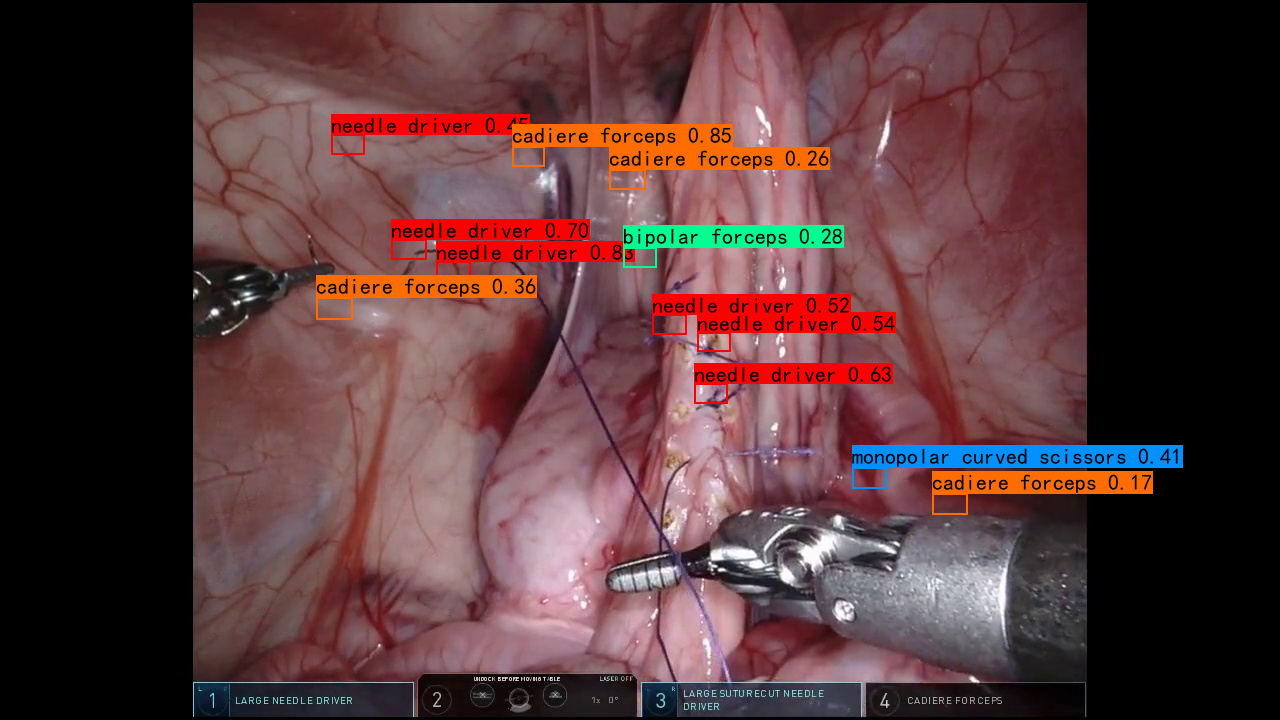 needle driver 0.45
cadiere forceps 0.85
cadiere forceps 0.26
needle driver 0.70
bipolar forceps 0.28
needle driver 0.83
cadiere forceps 0.36
needle driver 0.52
needle driver 0.54
needle driver 0.63
monopolar curved scissors 0.41
cadiere forceps 0.17
UNDOCK BEFORE MOVING TABLE
LASER OFF
1 LARGE NEEDLE DRIVER
2
1x 0°
3 LARGE SUTURECUT NEEDLE
DRIVER
4 CADIERE FORCEPS